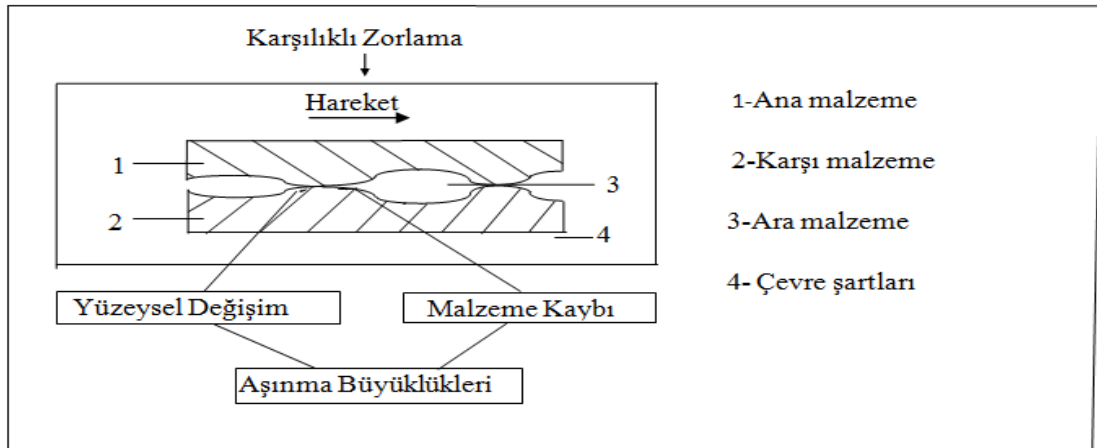 Karşılıklı Zorlama
Hareket
1
2
3
4
Yüzeysel Değişim
Malzeme Kaybı
Aşınma Büyüklükleri
1-Ana malzeme
2-Karşı malzeme
3-Ara malzeme
4- Çevre şartları